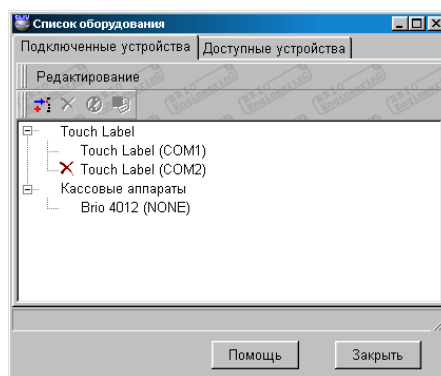 Список оборудования
Подключенные устройства Доступные устройства
Редактирование
Touch Label
Touch Label (COM1)
Touch Label (COM2)
Кассовые аппараты
Brio 4012 (NONE)
Помощь Закрыть